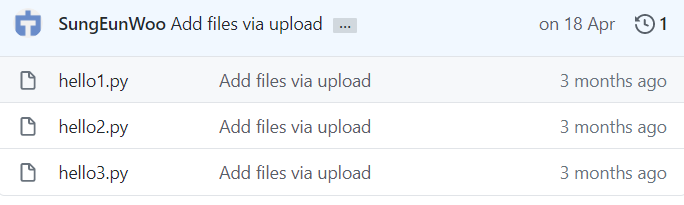 SungEunWoo Add files via upload ... on 18 Apr 1
hello1.py Add files via upload 3 months ago
hello2.py Add files via upload 3 months ago
hello3.py Add files via upload 3 months ago